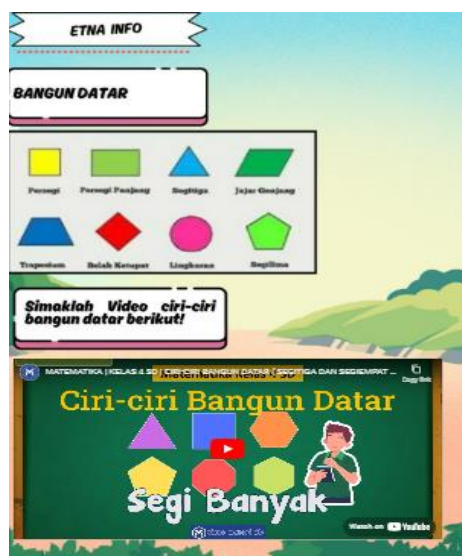 ETNA INFO
BANGUN DATAR
Persegi Persegi Panjang Segitiga Jajar Genjang
Trapesium Belah Ketupat Lingkaran Segilima
Simaklah Video ciri-ciri
bangun datar berikut!
MATEMATIKA | KELAS 4 SD | CIRI-CIRI BANGUN DATAR ( SEGITIGA DAN SEGIEMPAT ...
Copy link
Matematika Kelas 4 SD
Ciri-ciri Bangun Datar
Segi Banyak
Watch on YouTube